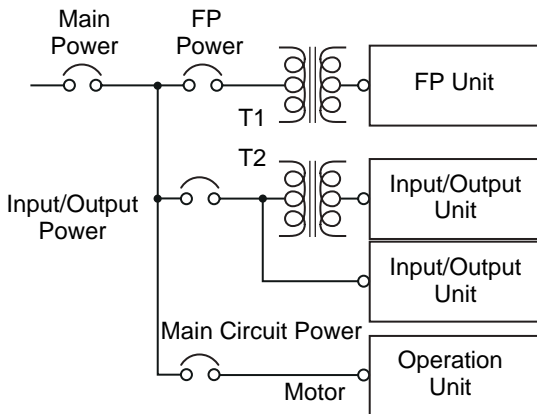 Main
Power
FP
Power
FP Unit
T1
T2
Input/Output
Power
Input/Output
Unit
Input/Output
Unit
Main Circuit Power
Motor
Operation
Unit